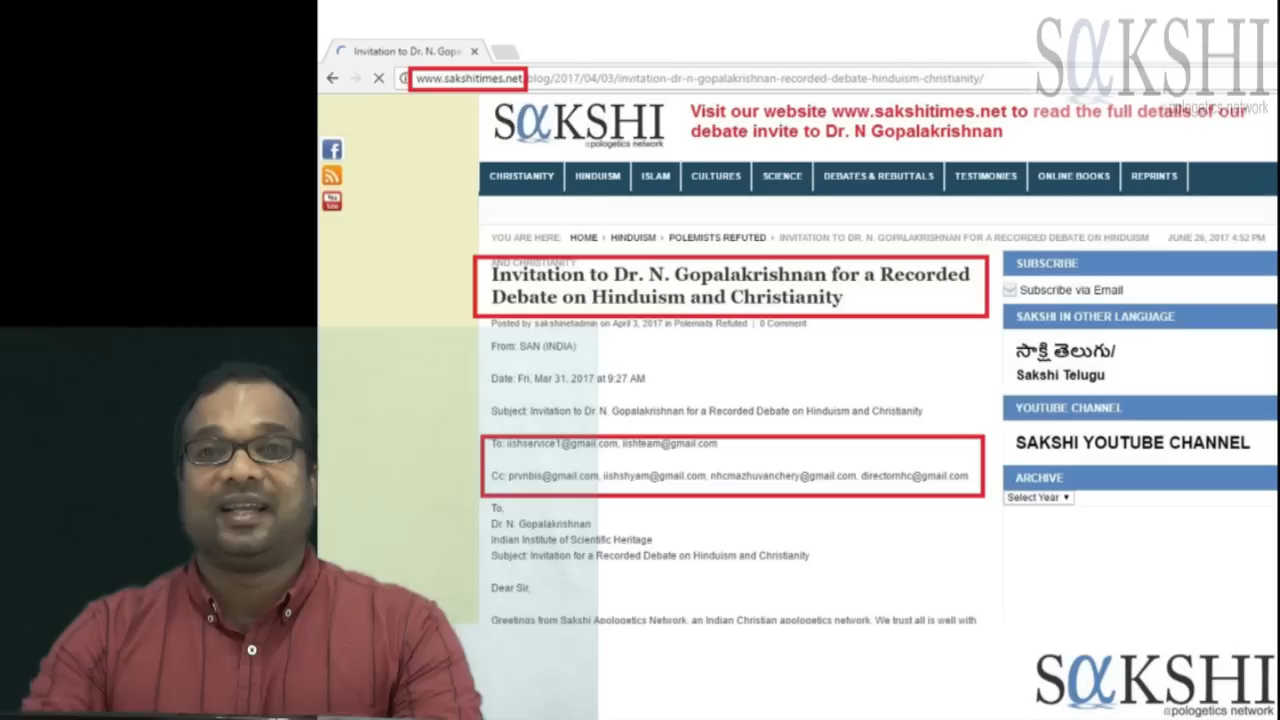 Invitation to Dr. N. Gopa
www.sakshitimes.net/blog/2017/04/03/invitation-dr-n-gopalakrishnan-recorded-debate-hinduism-christianity/
SαKSHI
apologetics network
SαKSHI
apologetics network
Visit our website www.sakshitimes.net to read the full details of our
debate invite to Dr. N Gopalakrishnan
CHRISTIANITY HINDUISM ISLAM CULTURES SCIENCE DEBATES & REBUTTALS TESTIMONIES ONLINE BOOKS REPRINTS
YOU ARE HERE: HOME > HINDUISM > POLEMISTS REFUTED > INVITATION TO DR. N. GOPALAKRISHNAN FOR A RECORDED DEBATE ON HINDUISM
AND CHRISTIANITY
JUNE 26, 2017 4:52 PM
Invitation to Dr. N. Gopalakrishnan for a Recorded
Debate on Hinduism and Christianity
Posted by sakshinetadmin on April 3, 2017 in Polemists Refuted | 0 Comment
From: SAN (INDIA)
Date: Fri, Mar 31, 2017 at 9:27 AM
Subject: Invitation to Dr. N. Gopalakrishnan for a Recorded Debate on Hinduism and Christianity
To: iishservice1@gmail.com, iishteam@gmail.com
Cc: prvnbis@gmail.com, iishshyam@gmail.com, nhcmazhuvanchery@gmail.com, directornhc@gmail.com
To,
Dr. N. Gopalakrishnan
Indian Institute of Scientific Heritage
Subject: Invitation for a Recorded Debate on Hinduism and Christianity
Dear Sir,
Greetings from Sakshi Apologetics Network, an Indian Christian apologetics network. We trust all is well with
SUBSCRIBE
Subscribe via Email
SAKSHI IN OTHER LANGUAGE
సాక్షి తెలుగు/
Sakshi Telugu
YOUTUBE CHANNEL
SAKSHI YOUTUBE CHANNEL
ARCHIVE
Select Year
You
Tube
SαKSHI
apologetics network